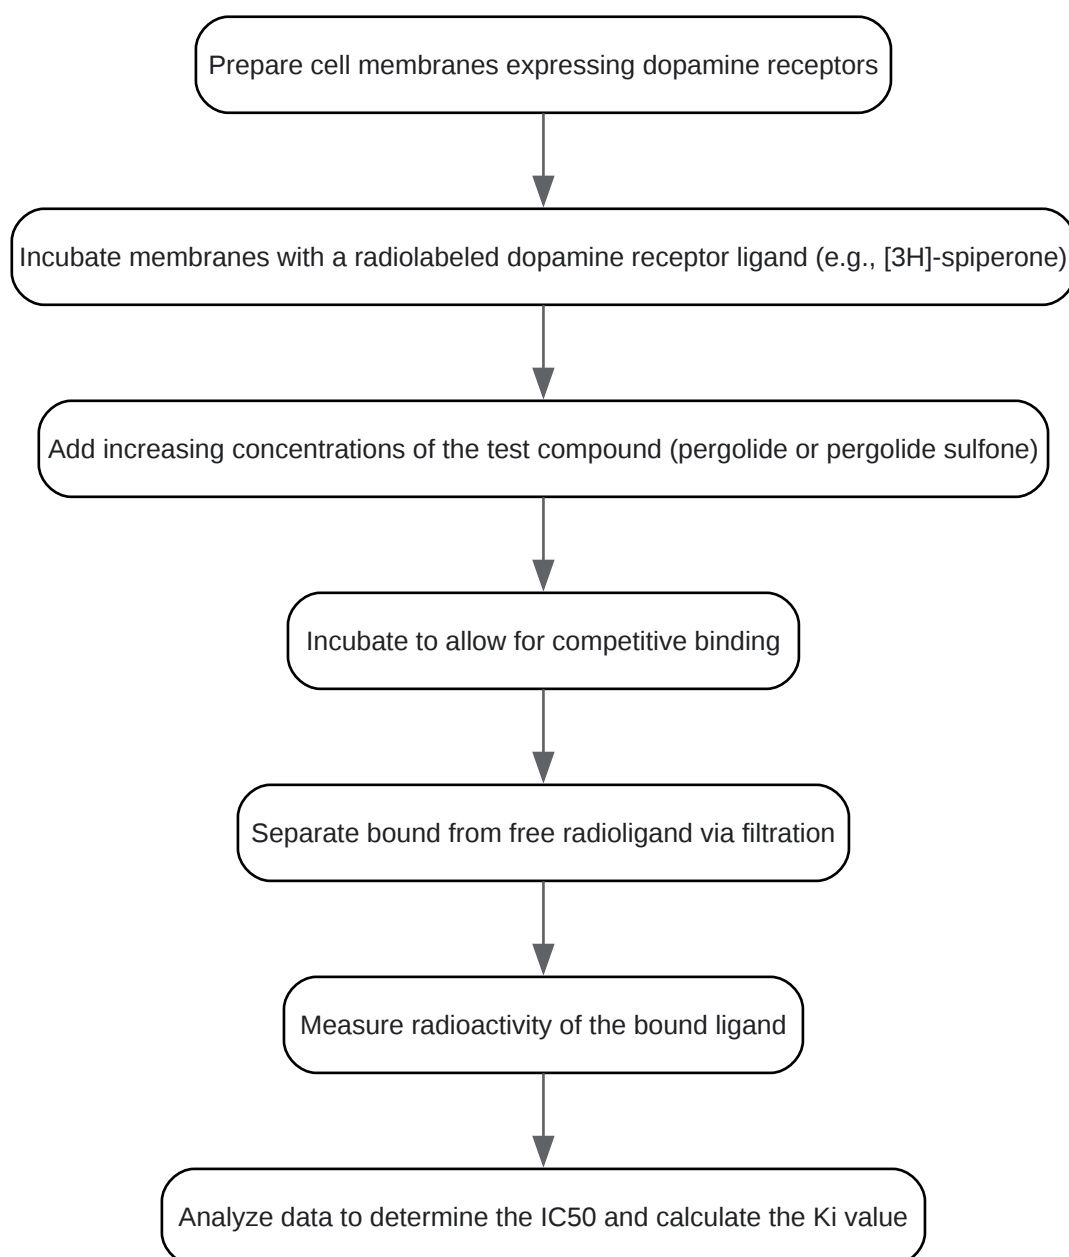 Prepare cell membranes expressing dopamine receptors
Incubate membranes with a radiolabeled dopamine receptor ligand (e.g., [3H]-spiperone)
Add increasing concentrations of the test compound (pergolide or pergolide sulfone)
Incubate to allow for competitive binding
Separate bound from free radioligand via filtration
Measure radioactivity of the bound ligand
Analyze data to determine the IC50 and calculate the Ki value